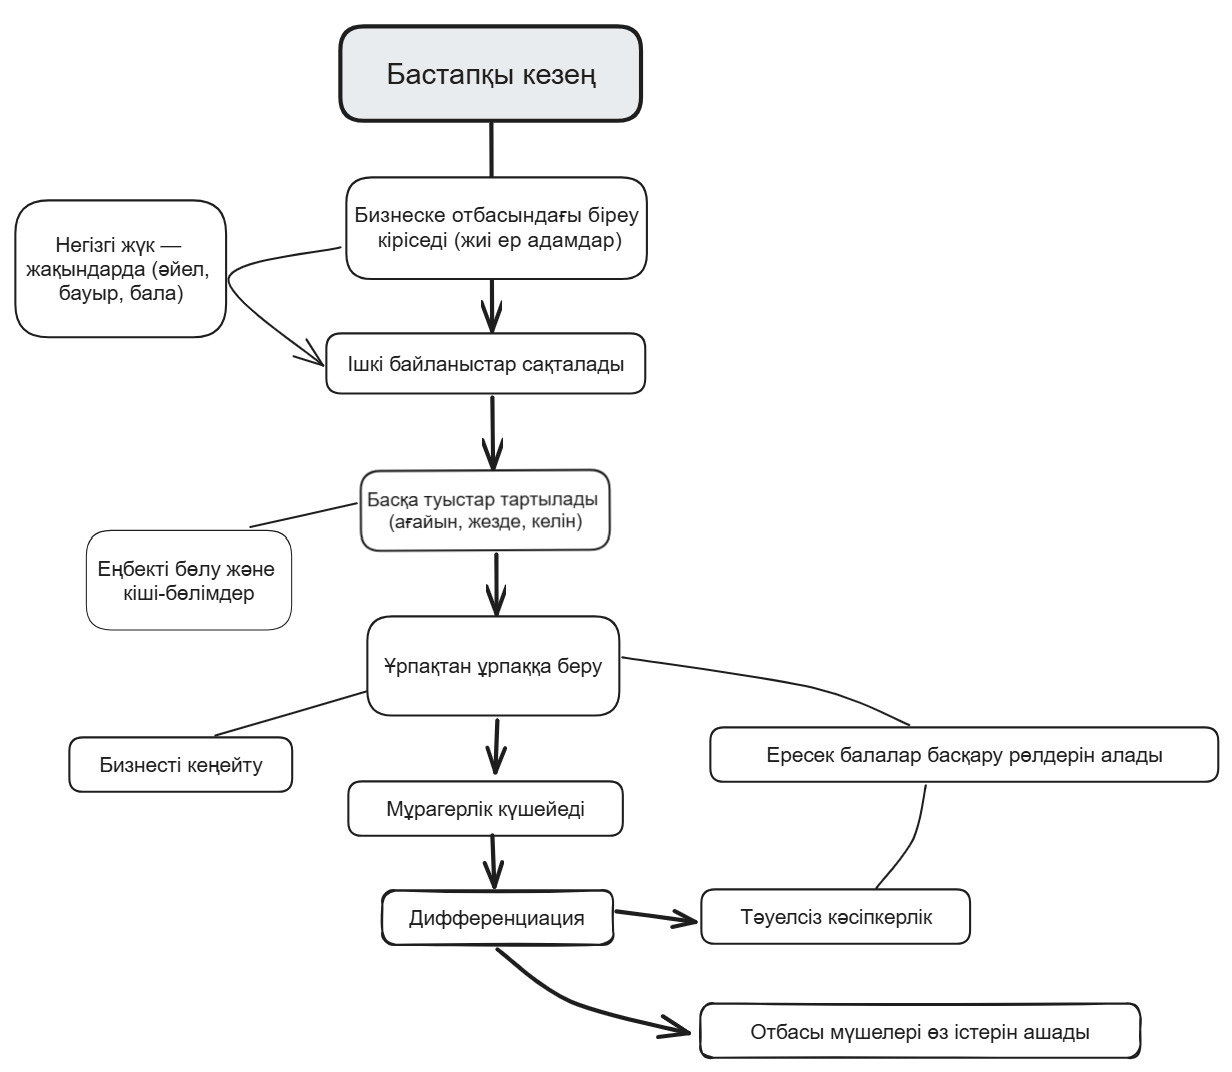 Бастапқы кезең
Бизнеске отбасындағы біреу
кіріседі (жиі ер адамдар)
Негізгі жүк —
жақындарда (әйел,
бауыр, бала)
Ішкі байланыстар сақталады
Басқа туыстар тартылады
(ағайын, жезде, келін)
Еңбекті бөлу және
кіші-бөлімдер
Ұрпақтан ұрпаққа беру
Бизнесті кеңейту
Ересек балалар басқару рөлдерін алады
Мұрагерлік күшейеді
Дифференциация
Тәуелсіз кәсіпкерлік
Отбасы мүшелері өз істерін ашады